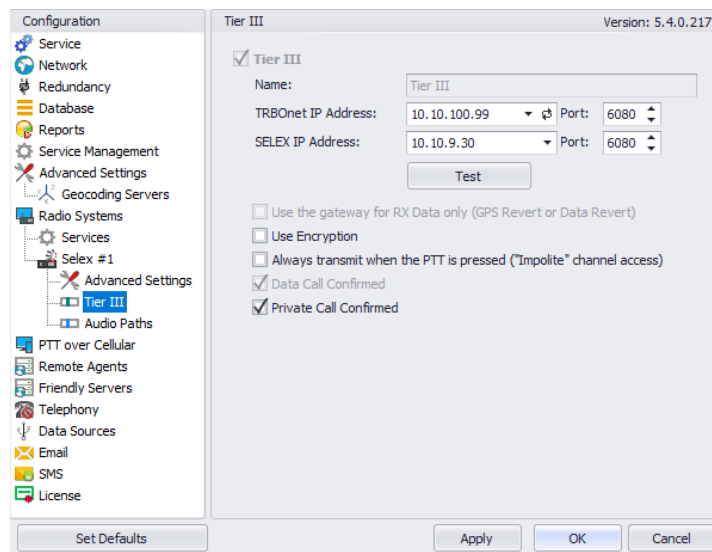 Configuration
Service
Network
Redundancy
Database
Reports
Service Management
Advanced Settings
Geocoding Servers
Radio Systems
Services
Selex #1
Advanced Settings
Tier III
Audio Paths
PTT over Cellular
Remote Agents
Friendly Servers
Telephony
Data Sources
Email
SMS
License
Set Defaults
Tier III Version: 5.4.0.217
Tier III
Name: Tier III
TRBOnet IP Address: 10.10.100.99 Port: 6080
SELEX IP Address: 10.10.9.30 Port: 6080
Test
Use the gateway for RX Data only (GPS Revert or Data Revert)
Use Encryption
Always transmit when the PTT is pressed ("Impolite" channel access)
Data Call Confirmed
Private Call Confirmed
Apply OK Cancel